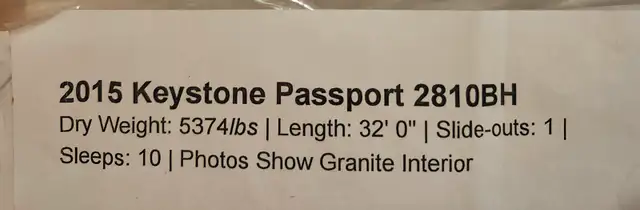 2015 Keystone Passport 2810BH
Dry Weight: 5374lbs | Length: 32' 0" | Slide-outs: 1 |
Sleeps: 10 | Photos Show Granite Interior